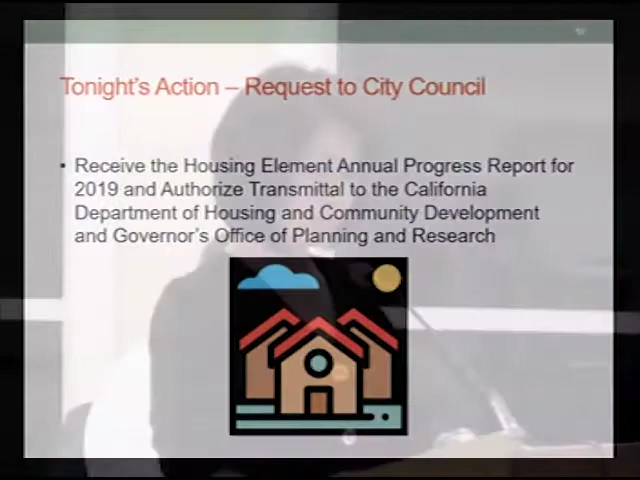 Tonight's Action – Request to City Council
• Receive the Housing Element Annual Progress Report for
2019 and Authorize Transmittal to the California
Department of Housing and Community Development
and Governor's Office of Planning and Research